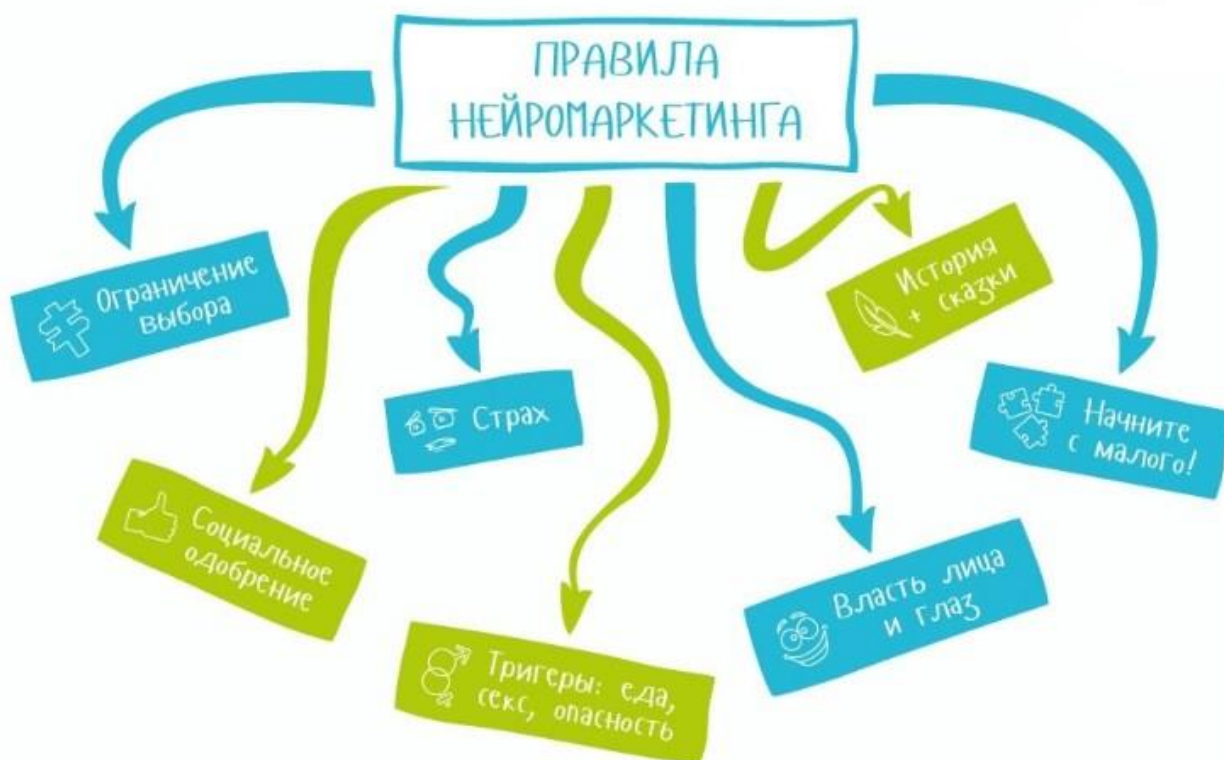 ПРАВИЛА
НЕЙРОМАРКЕТИНГА
Ограничение
выбора
Социальное
одобрение
Страх
Тригеры: еда,
секс, опасность
Власть лица
и глаз
История
+ сказки
Начните
с малого!